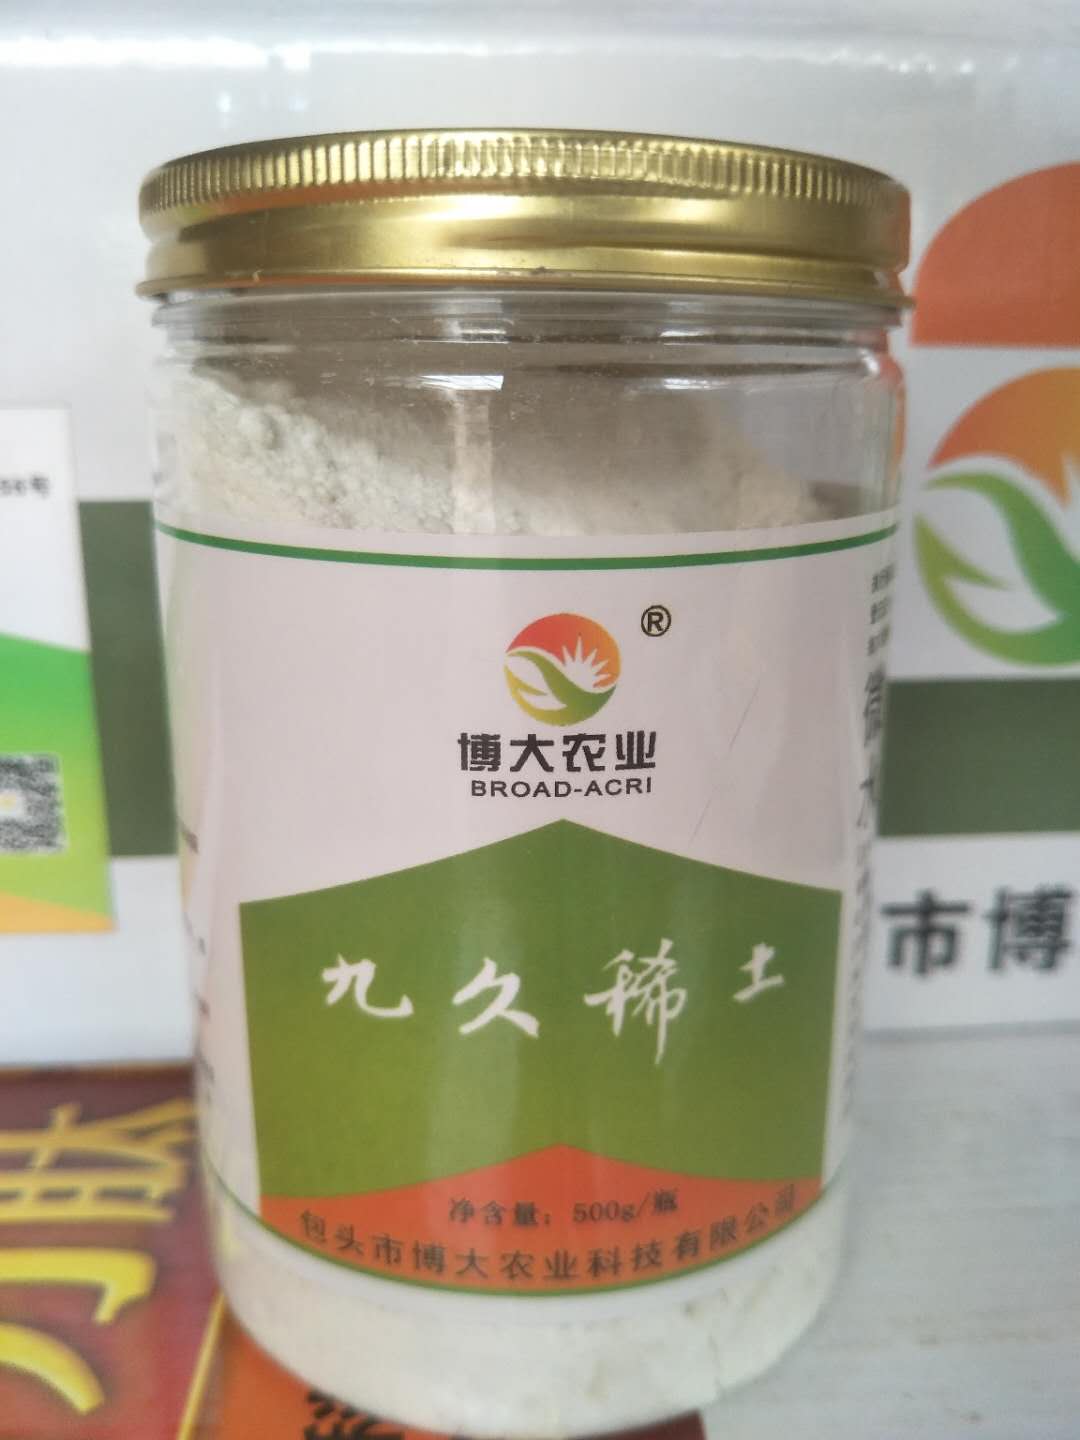 ®
博大农业
BROAD-ACRI
九久稀土
净含量：500g/瓶
包头市博大农业科技有限公司
市博